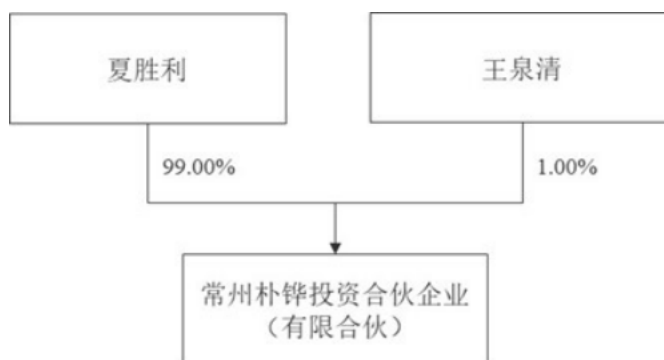 夏胜利
王泉清
99.00%
1.00%
常州朴铧投资合伙企业
（有限合伙）